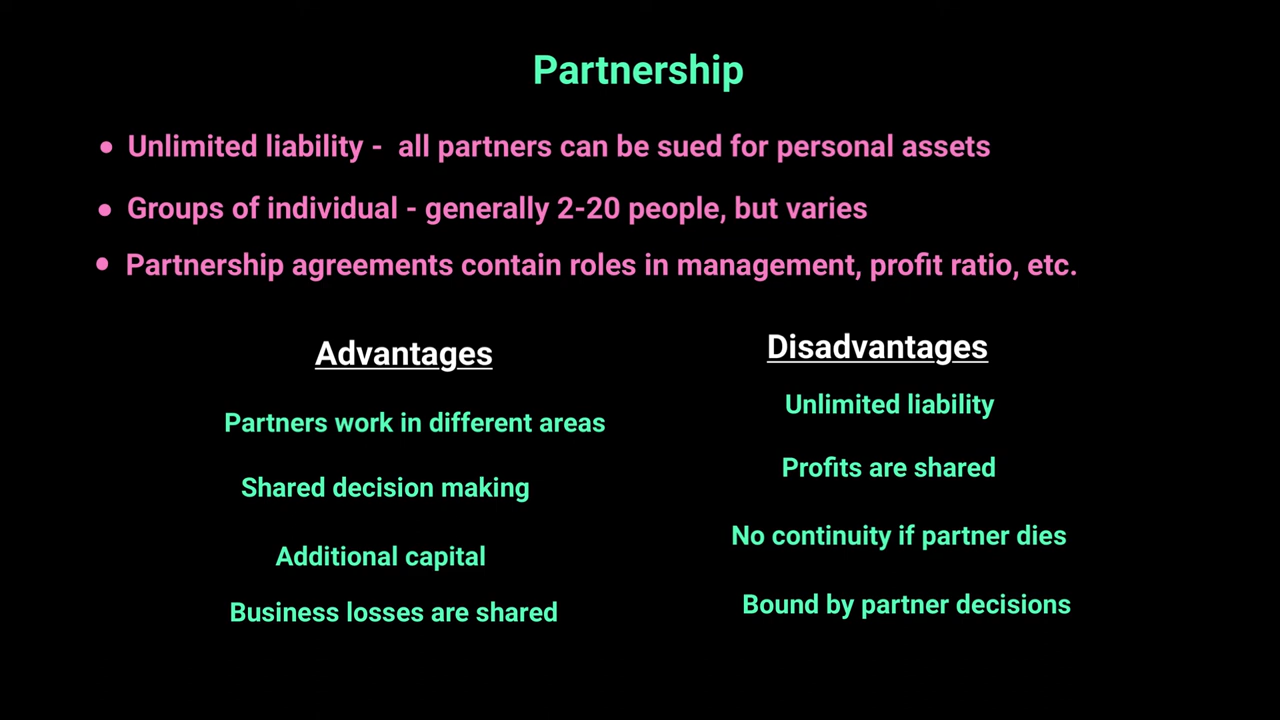 Partnership
• Unlimited liability - all partners can be sued for personal assets
• Groups of individual - generally 2-20 people, but varies
• Partnership agreements contain roles in management, profit ratio, etc.
Advantages
Partners work in different areas
Shared decision making
Additional capital
Business losses are shared
Disadvantages
Unlimited liability
Profits are shared
No continuity if partner dies
Bound by partner decisions